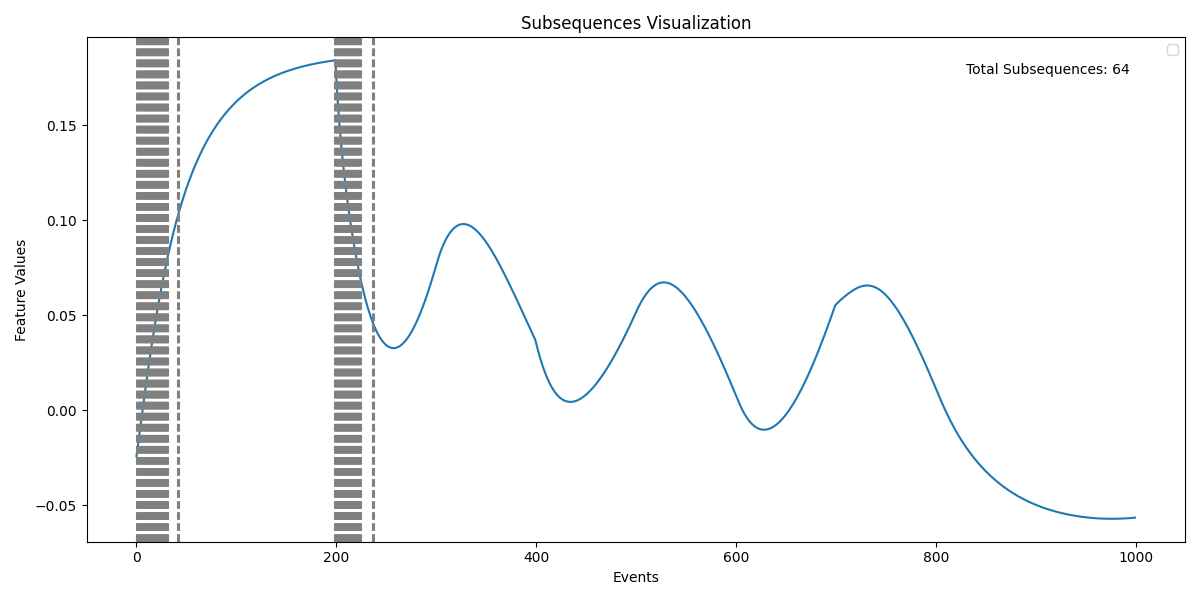 Subsequences Visualization
Total Subsequences: 64
Feature Values
0.15
0.10
0.05
0.00
−0.05
0
200
400
600
800
1000
Events